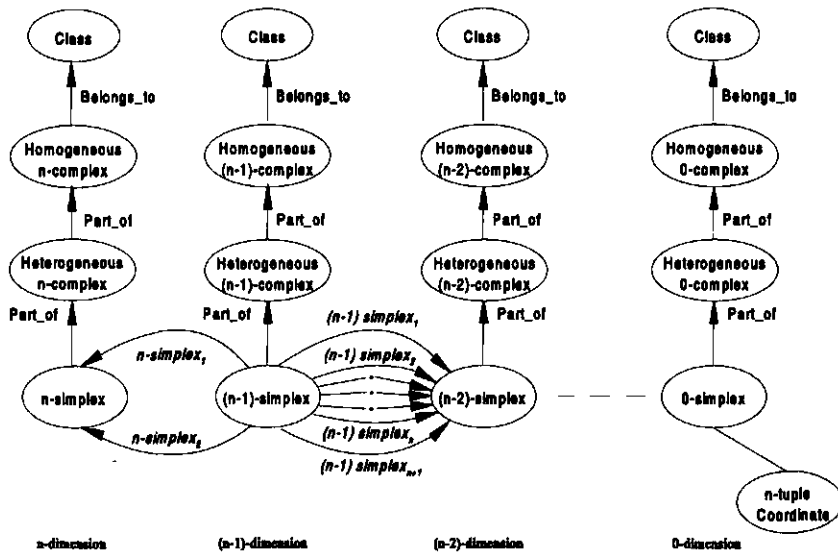 Class Class Class Class
Belongs_to Belongs_to Belongs_to Belongs_to
Homogeneous Homogeneous Homogeneous Homogeneous
n-complex (n-1)-complex (n-2)-complex 0-complex
Part_of Part_of Part_of Part_of
Heterogeneous Heterogeneous Heterogeneous Heterogeneous
n-complex (n-1)-complex (n-2)-complex 0-complex
Part_of Part_of (n-1) simplex₁ Part_of Part_of
n-simplex₁ (n-1) simplex₂
n-simplex (n-1)-simplex (n-2)-simplex 0-simplex
n-simplex₂ (n-1) simplexₙ
(n-1) simplexₙ₊₁
n-tuple
Coordinate
n-dimension (n-1)-dimension (n-2)-dimension 0-dimension